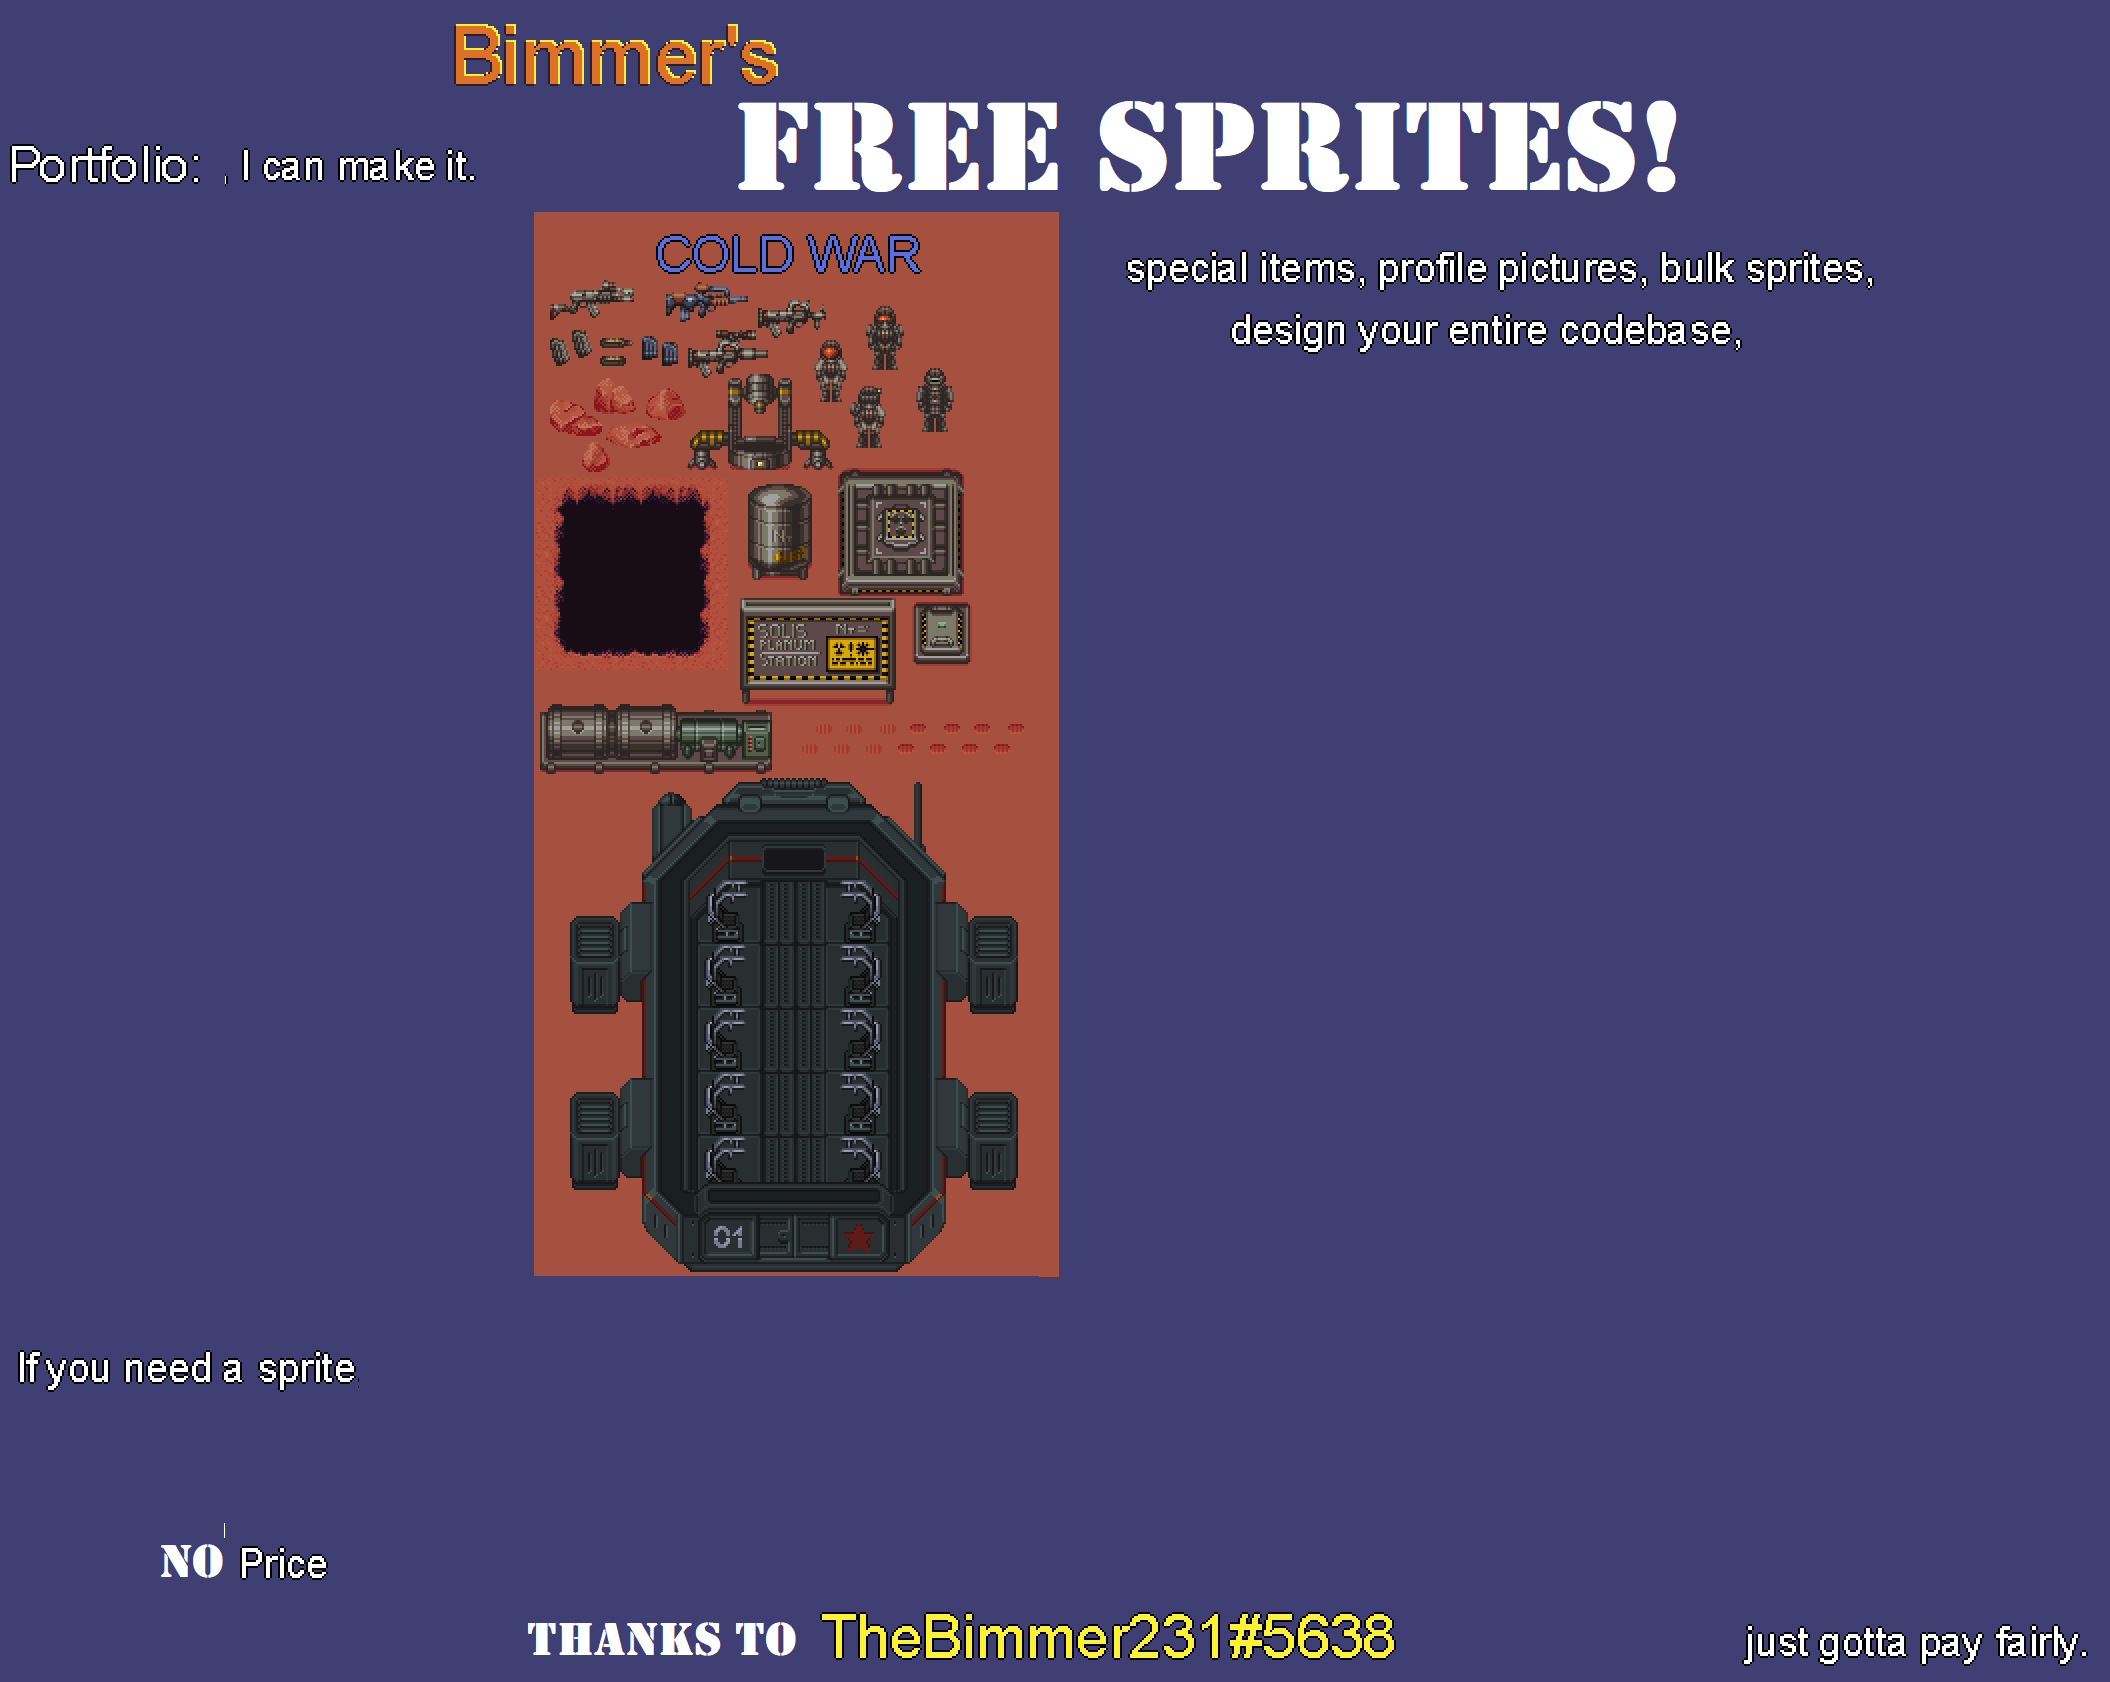 Bimmer's
FREE SPRITES!
Portfolio: , I can make it.
COLD WAR
special items, profile pictures, bulk sprites,
design your entire codebase,
SOLIS
PLANUM
STATION
01
If you need a sprite
NO Price
THANKS TO TheBimmer231#5638
just gotta pay fairly.